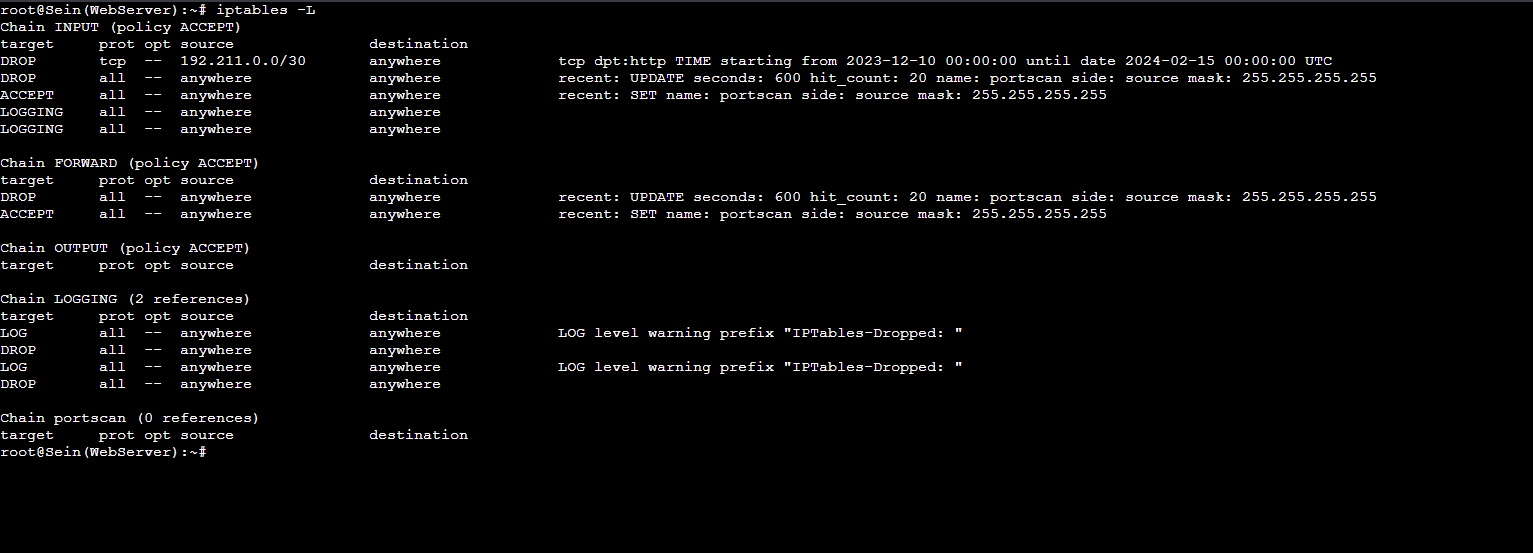 root@Sein(WebServer):~# iptables -L
Chain INPUT (policy ACCEPT)
target     prot opt source               destination
DROP       tcp  --  192.211.0.0/30       anywhere             tcp dpt:http TIME starting from 2023-12-10 00:00:00 until date 2024-02-15 00:00:00 UTC
DROP       all  --  anywhere             anywhere             recent: UPDATE seconds: 600 hit_count: 20 name: portscan side: source mask: 255.255.255.255
ACCEPT     all  --  anywhere             anywhere             recent: SET name: portscan side: source mask: 255.255.255.255
LOGGING    all  --  anywhere             anywhere
LOGGING    all  --  anywhere             anywhere

Chain FORWARD (policy ACCEPT)
target     prot opt source               destination
DROP       all  --  anywhere             anywhere             recent: UPDATE seconds: 600 hit_count: 20 name: portscan side: source mask: 255.255.255.255
ACCEPT     all  --  anywhere             anywhere             recent: SET name: portscan side: source mask: 255.255.255.255

Chain OUTPUT (policy ACCEPT)
target     prot opt source               destination

Chain LOGGING (2 references)
target     prot opt source               destination
LOG        all  --  anywhere             anywhere             LOG level warning prefix "IPTables-Dropped: "
DROP       all  --  anywhere             anywhere
LOG        all  --  anywhere             anywhere             LOG level warning prefix "IPTables-Dropped: "
DROP       all  --  anywhere             anywhere

Chain portscan (0 references)
target     prot opt source               destination
root@Sein(WebServer):~#